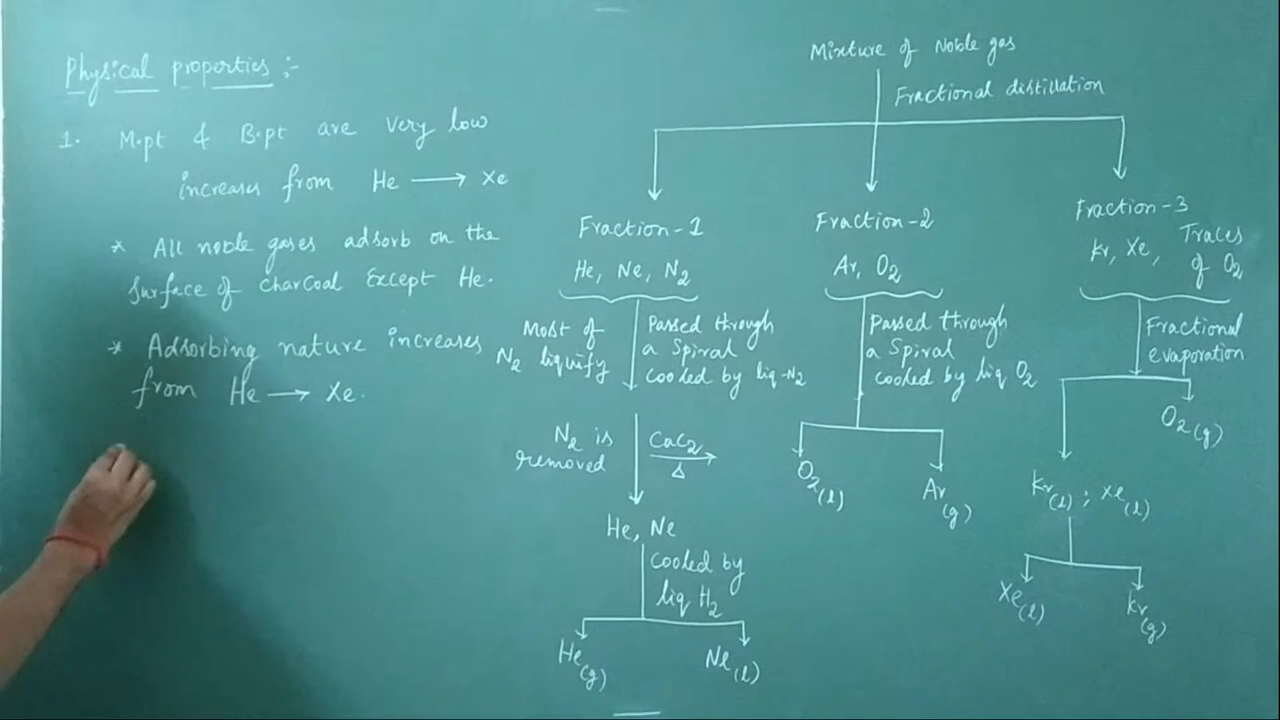 Physical properties :-
1. M.pt & B.pt are very low
increases from He → Xe
* All noble gases adsorb on the
surface of charcoal Except He.
* Adsorbing nature increases
from He → Xe.
Mixture of Noble gas
Fractional distillation
Fraction-1
He, Ne, N2
Most of
N2 liquify
Passed through
a Spiral
cooled by liq-N2
N2 is
removed
CaC2
Δ
He, Ne
cooled by
liq H2
He(g)
Ne(l)
Fraction-2
Ar, O2
Passed through
a Spiral
cooled by liq O2
O2(l)
Ar(g)
Fraction-3
Kr, Xe, Traces
of O2
Fractional
evaporation
O2(g)
Kr(l) ; Xe(l)
Xe(l)
Kr(g)